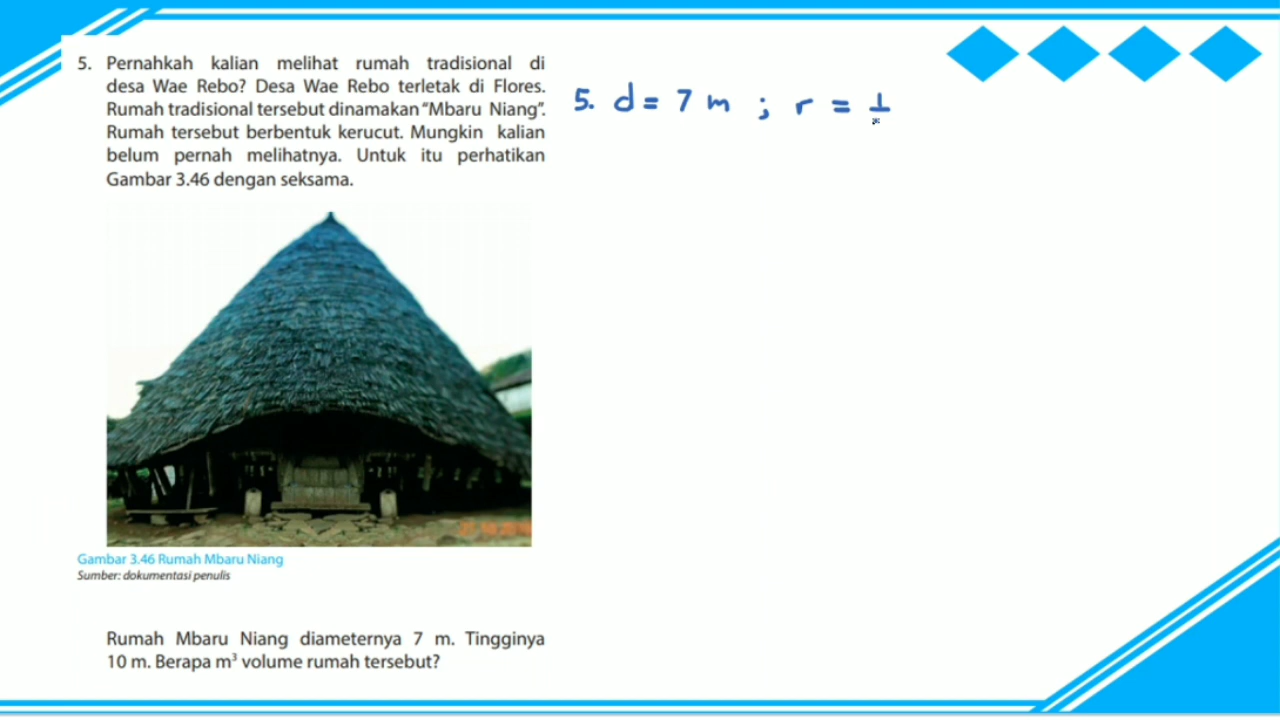 5. Pernahkah kalian melihat rumah tradisional di
desa Wae Rebo? Desa Wae Rebo terletak di Flores.
Rumah tradisional tersebut dinamakan “Mbaru Niang”.
Rumah tersebut berbentuk kerucut. Mungkin kalian
belum pernah melihatnya. Untuk itu perhatikan
Gambar 3.46 dengan seksama.
5. d = 7 m ; r = 1
Gambar 3.46 Rumah Mbaru Niang
Sumber: dokumentasi penulis
Rumah Mbaru Niang diameternya 7 m. Tingginya
10 m. Berapa m³ volume rumah tersebut?